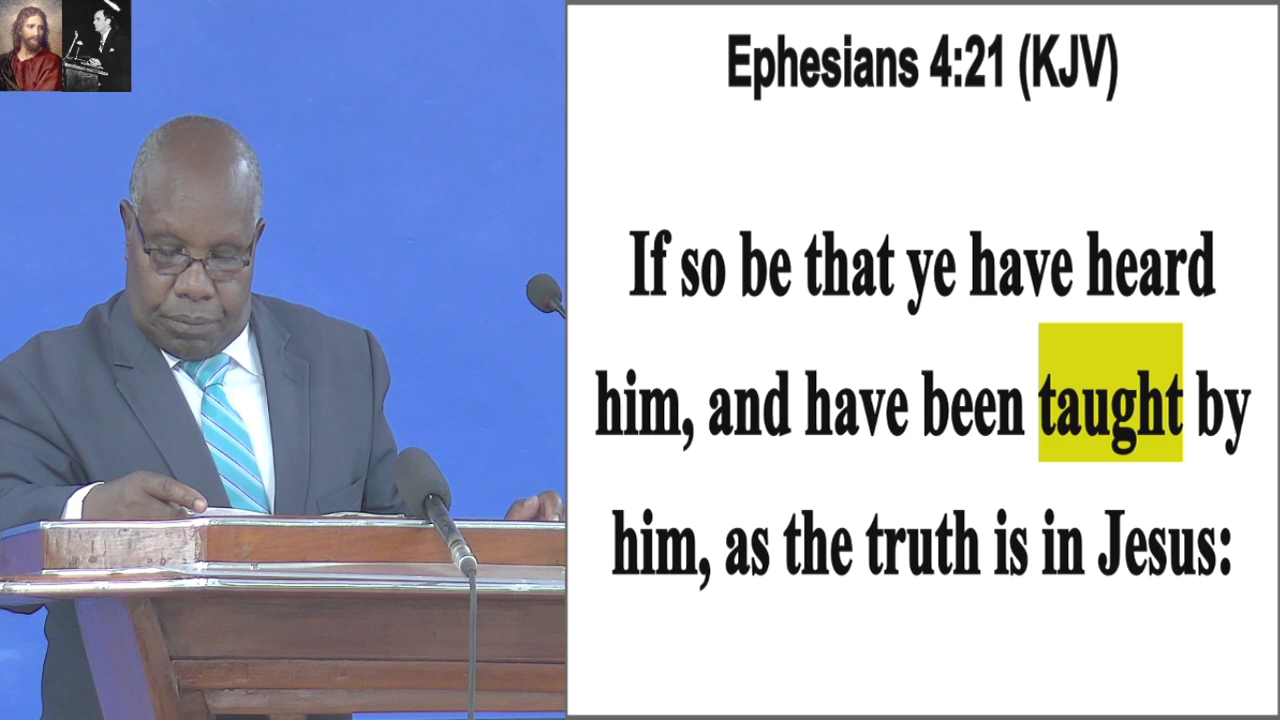 Ephesians 4:21 (KJV)
If so be that ye have heard
him, and have been taught by
him, as the truth is in Jesus: